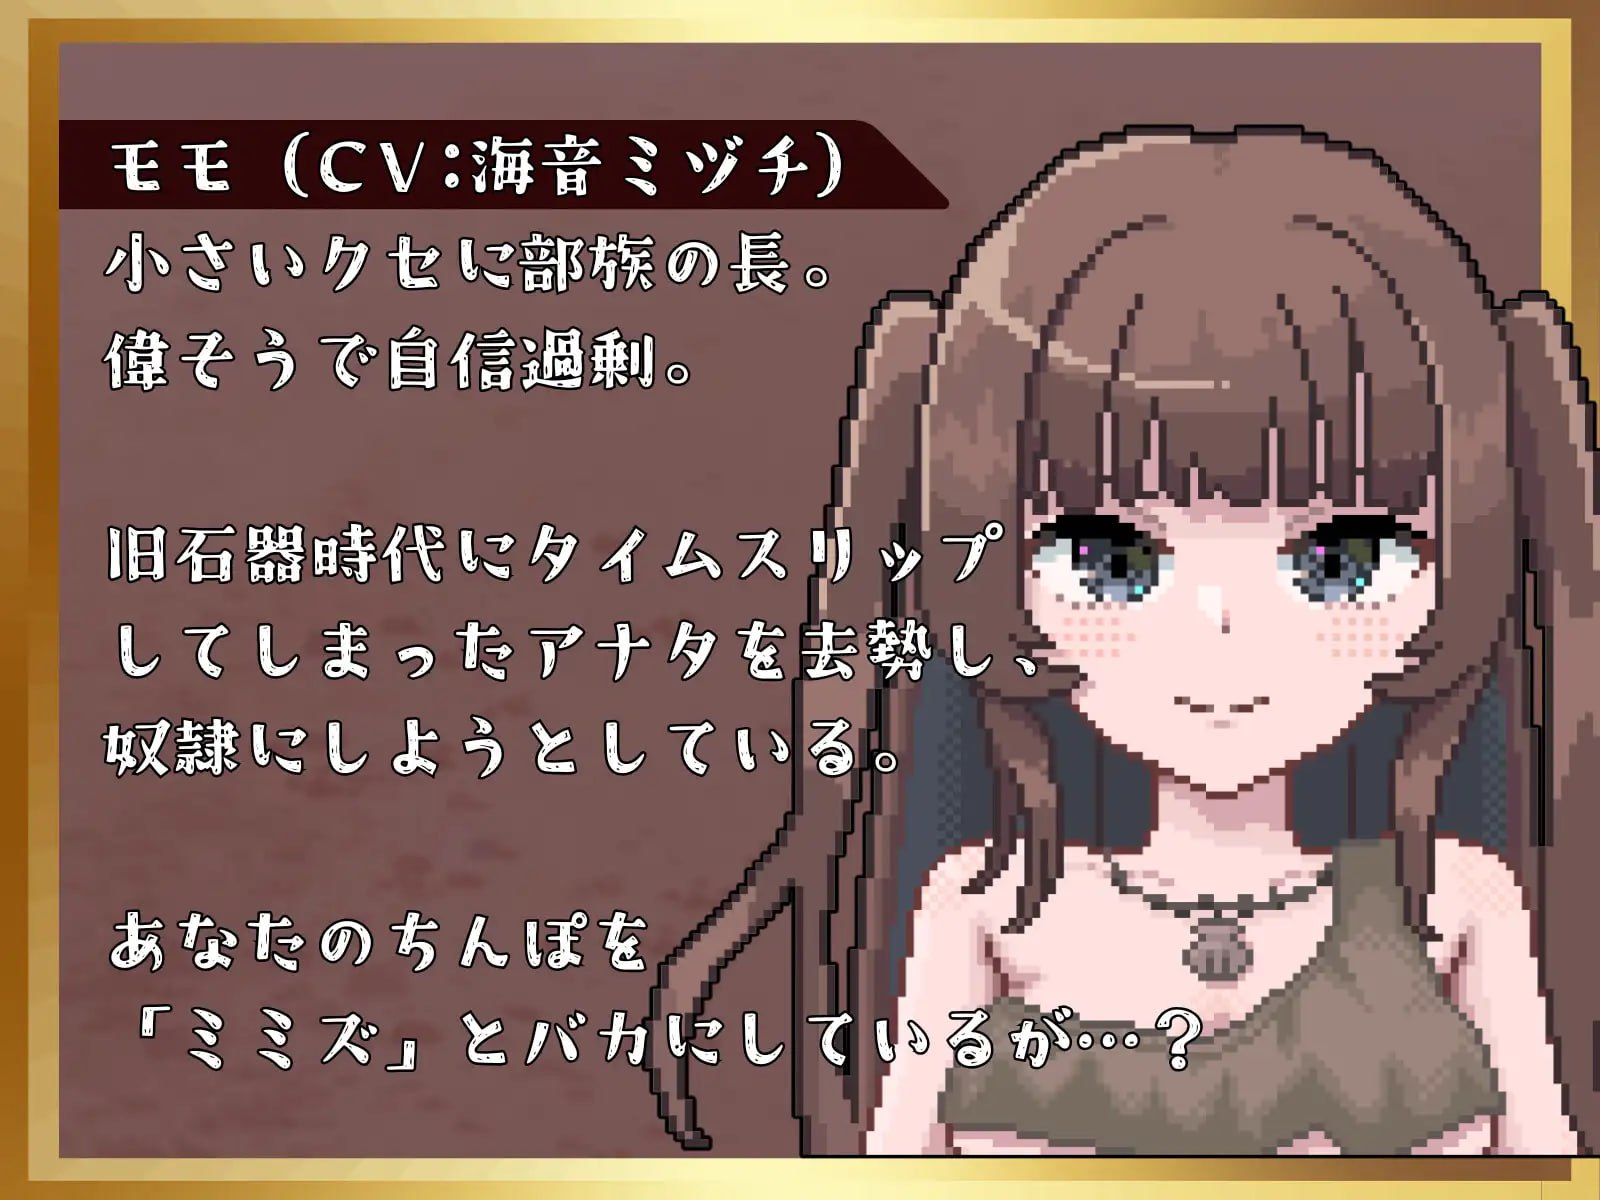 モモ（CV：海音ミヅチ）
小さいクセに部族の長。
偉そうで自信過剰。
旧石器時代にタイムスリップ
してしまったアナタを去勢し、
奴隷にしようとしている。
あなたのちんぽを
「ミミズ」とバカにしているが…？